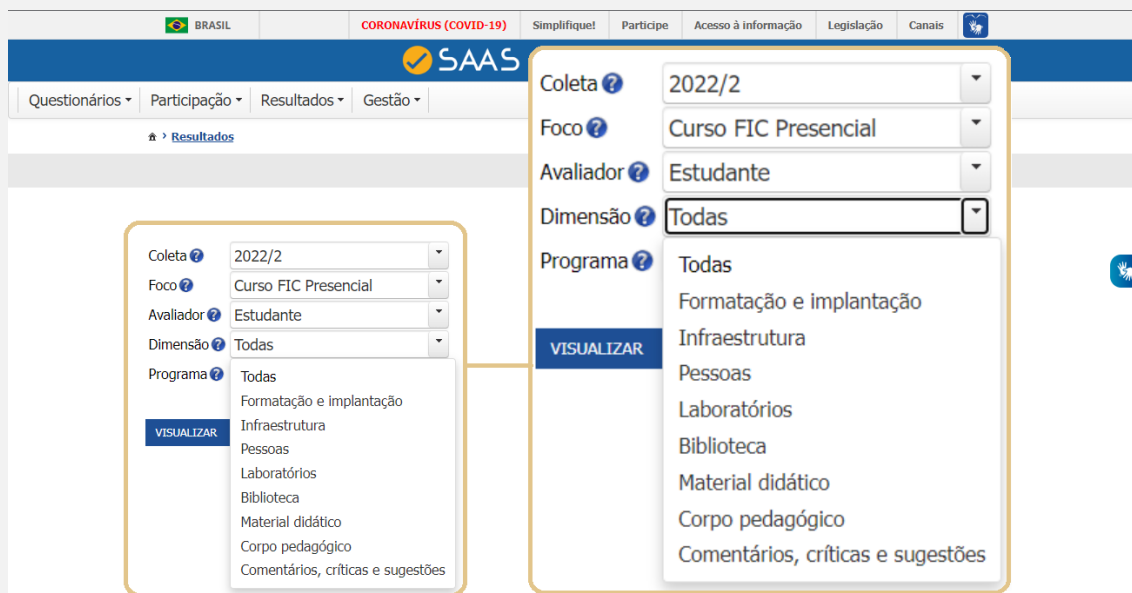 BRASIL CORONAVÍRUS (COVID-19) Simplifique! Participe Acesso à informação Legislação Canais
SAAS
Questionários Participação Resultados Gestão
Resultados
Coleta 2022/2
Foco Curso FIC Presencial
Avaliador Estudante
Dimensão Todas
Programa Todas
Formatação e implantação
Infraestrutura
VISUALIZAR Pessoas
Laboratórios
Biblioteca
Material didático
Corpo pedagógico
Comentários, críticas e sugestões
Coleta 2022/2
Foco Curso FIC Presencial
Avaliador Estudante
Dimensão Todas
Programa Todas
Formatação e implantação
VISUALIZAR Infraestrutura
Pessoas
Laboratórios
Biblioteca
Material didático
Corpo pedagógico
Comentários, críticas e sugestões